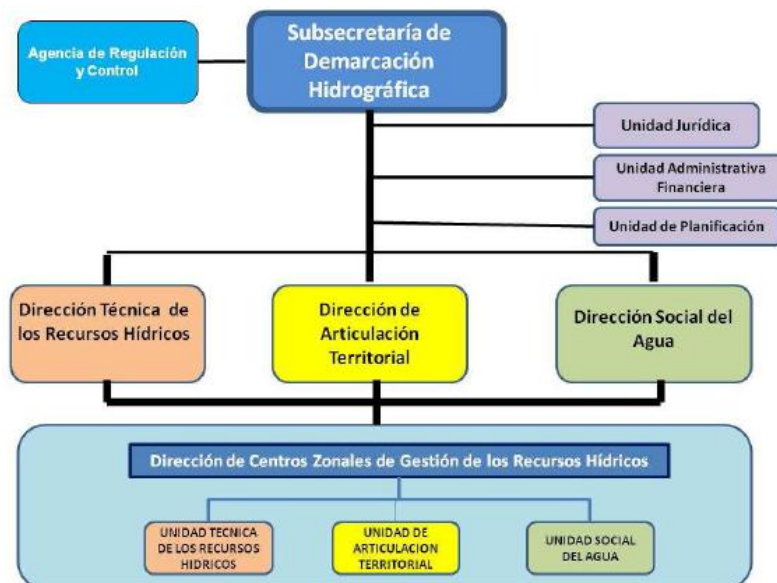 Subsecretaría de
Demarcación
Hidrográfica
Agencia de Regulación
y Control
Unidad Jurídica
Unidad Administrativa
Financiera
Unidad de Planificación
Dirección Técnica de
los Recursos Hídricos
Dirección de
Articulación
Territorial
Dirección Social del
Agua
Dirección de Centros Zonales de Gestión de los Recursos Hídricos
UNIDAD TECNICA
DE LOS RECURSOS
HIDRICOS
UNIDAD DE
ARTICULACION
TERRITORIAL
UNIDAD SOCIAL
DEL AGUA